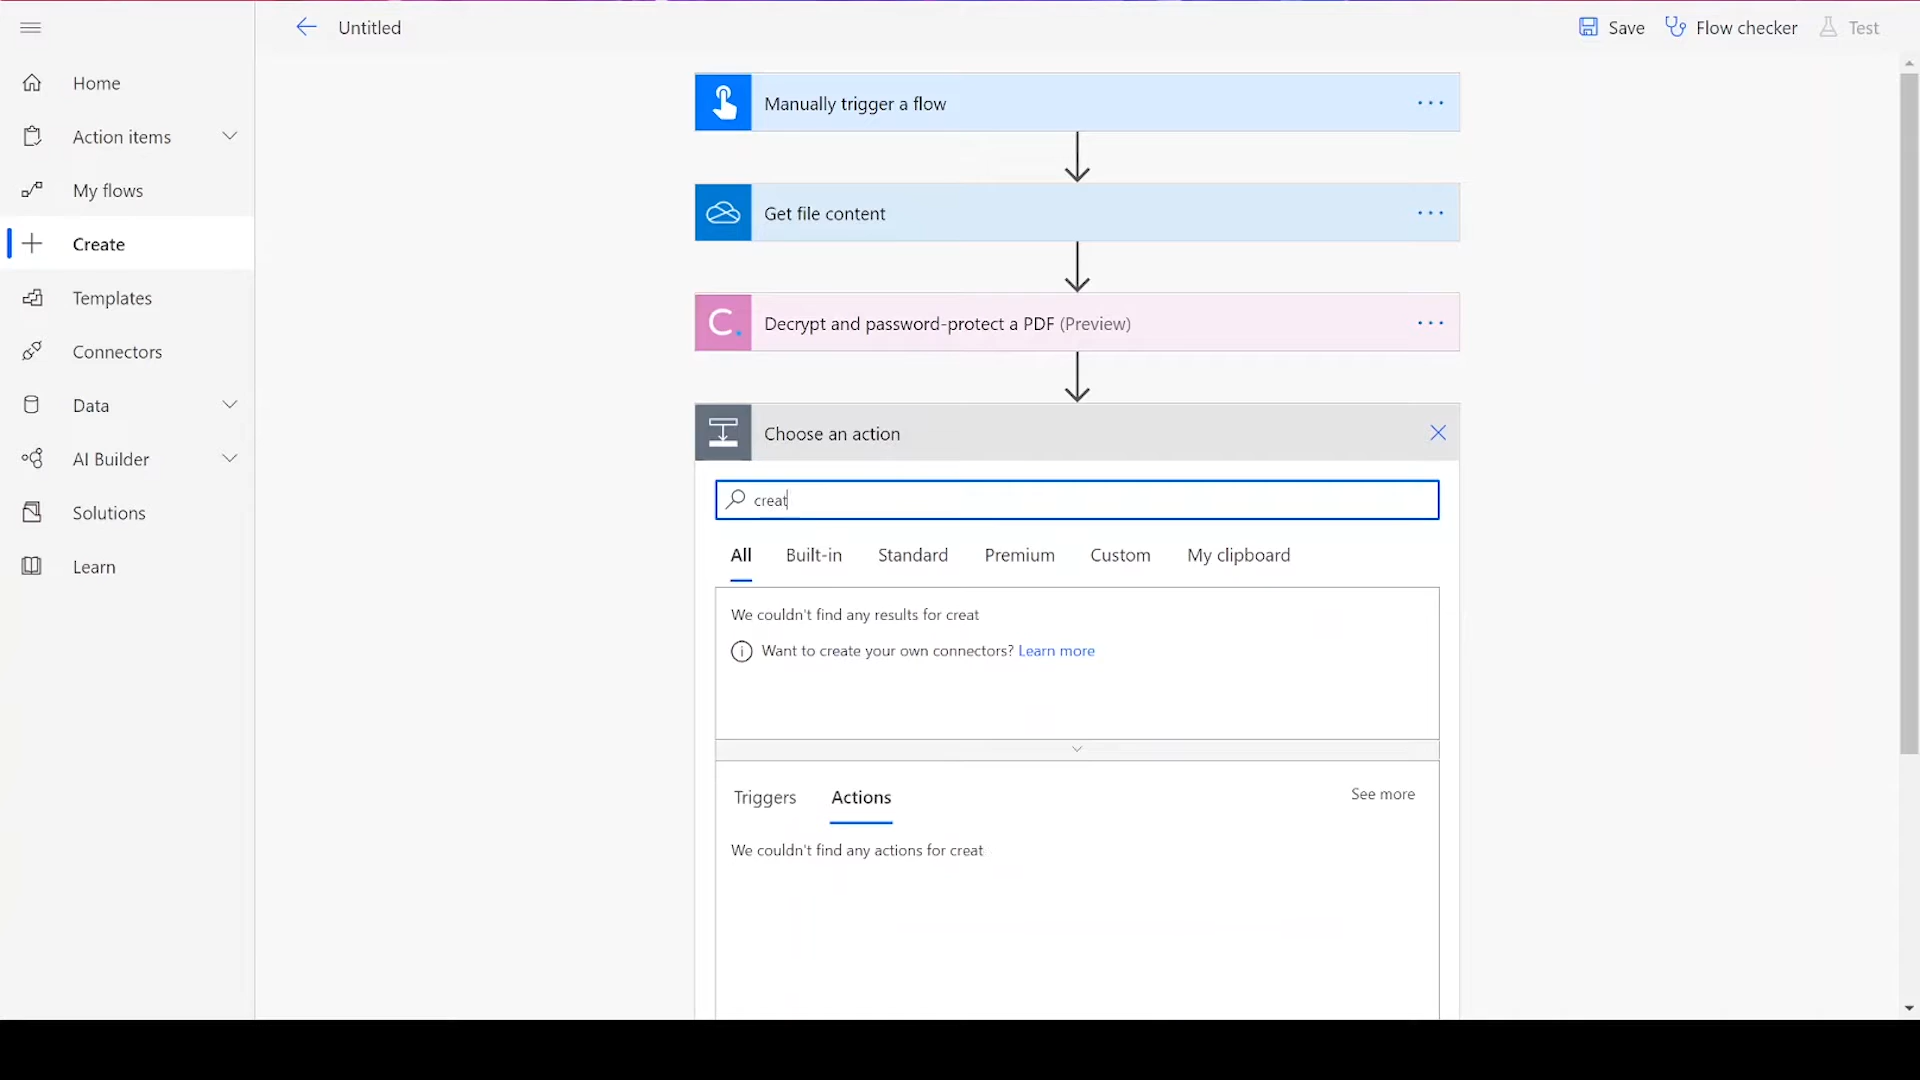 Untitled
Save
Flow checker
Test
Home
Action items
My flows
Create
Templates
Connectors
Data
AI Builder
Solutions
Learn
Manually trigger a flow
Get file content
C.
Decrypt and password-protect a PDF (Preview)
Choose an action
creat
All Built-in Standard Premium Custom My clipboard
We couldn't find any results for creat
Want to create your own connectors? Learn more
Triggers Actions See more
We couldn't find any actions for creat